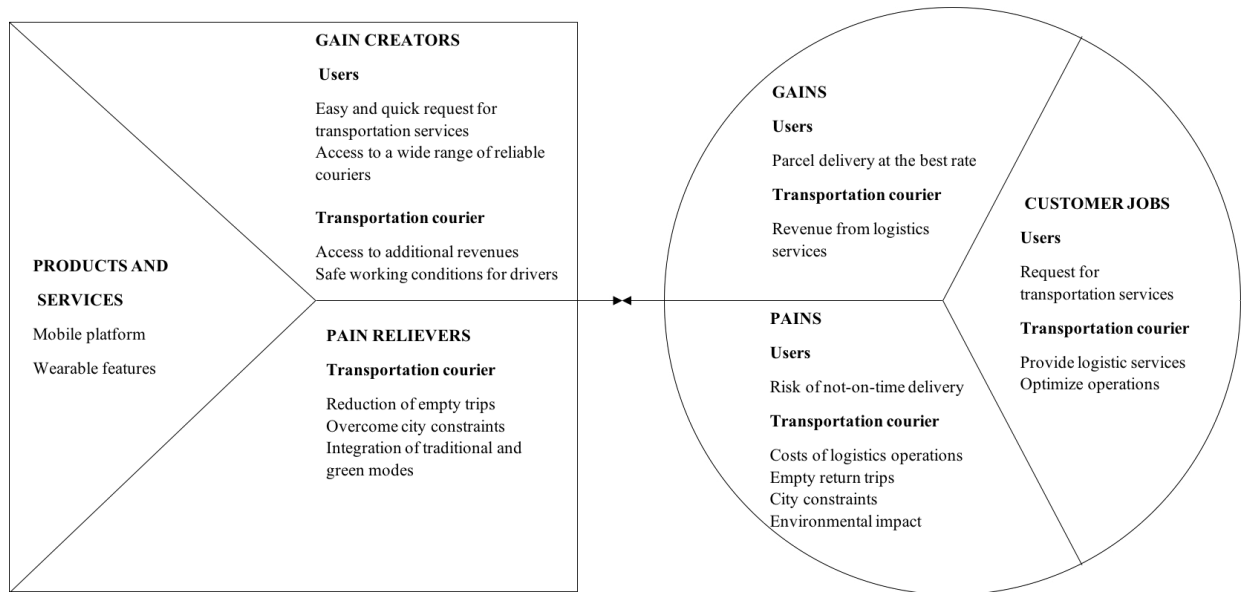 GAIN CREATORS
Users
Easy and quick request for
transportation services
Access to a wide range of reliable
couriers
Transportation courier
Access to additional revenues
Safe working conditions for drivers
PRODUCTS AND
SERVICES
Mobile platform
Wearable features
PAIN RELIEVERS
Transportation courier
Reduction of empty trips
Overcome city constraints
Integration of traditional and
green modes
GAINS
Users
Parcel delivery at the best rate
Transportation courier
Revenue from logistics
services
CUSTOMER JOBS
Users
Request for
transportation services
Transportation courier
Provide logistic services
Optimize operations
PAINS
Users
Risk of not-on-time delivery
Transportation courier
Costs of logistics operations
Empty return trips
City constraints
Environmental impact